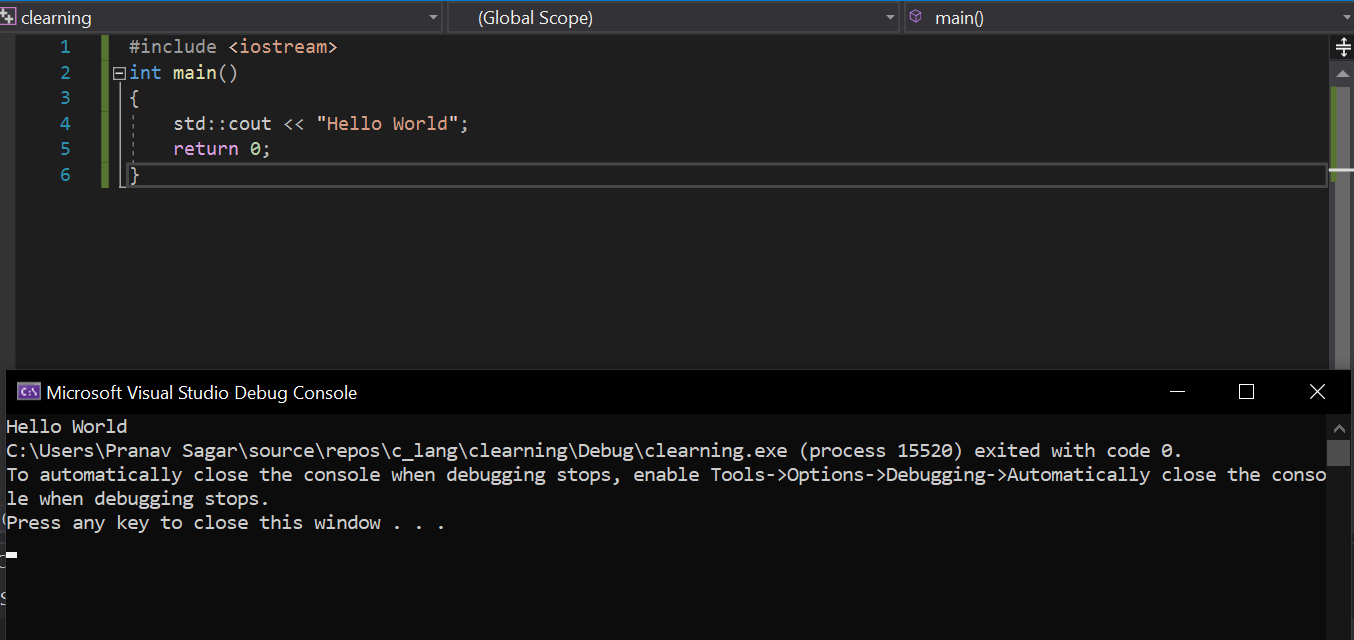 clearning (Global Scope) main()
1 #include <iostream>
2 int main()
3 {
4 std::cout << "Hello World";
5 return 0;
6 }
Microsoft Visual Studio Debug Console
Hello World
C:\Users\Pranav Sagar\source\repos\c_lang\clearning\Debug\clearning.exe (process 15520) exited with code 0.
To automatically close the console when debugging stops, enable Tools->Options->Debugging->Automatically close the conso
le when debugging stops.
Press any key to close this window . . .